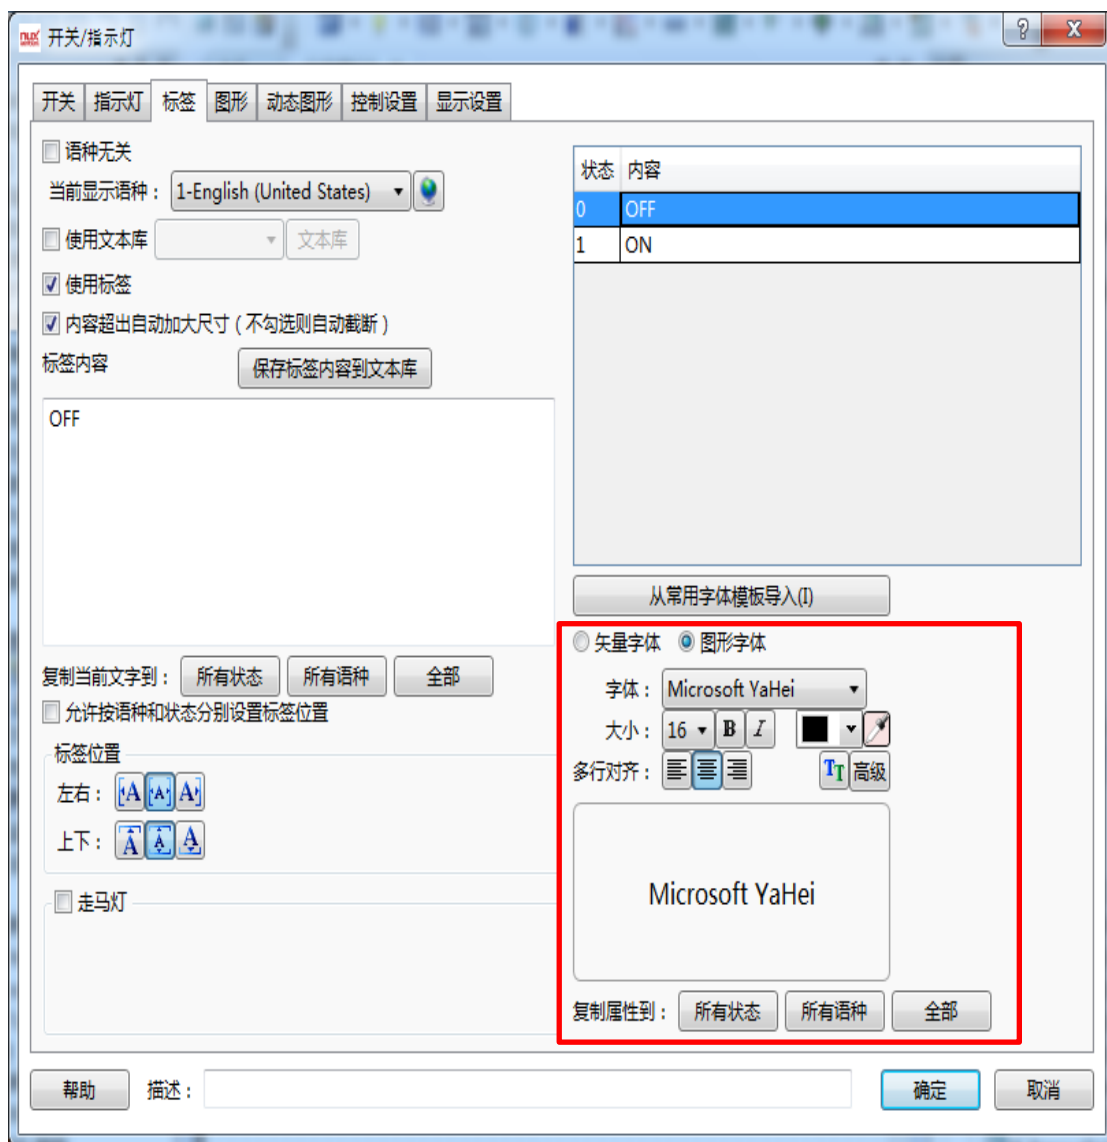 开关/指示灯
开关 指示灯 标签 图形 动态图形 控制设置 显示设置
语种无关
当前显示语种： 1-English (United States)
使用文本库 文本库
使用标签
内容超出自动加大尺寸（不勾选则自动截断）
标签内容 保存标签内容到文本库
OFF
复制当前文字到： 所有状态 所有语种 全部
允许按语种和状态分别设置标签位置
标签位置
左右： A A A
上下： A A A
走马灯
状态 内容
0 OFF
1 ON
从常用字体模板导入(I)
矢量字体 图形字体
字体： Microsoft YaHei
大小： 16 B I
多行对齐： TT 高级
Microsoft YaHei
复制属性到： 所有状态 所有语种 全部
帮助 描述： 确定 取消